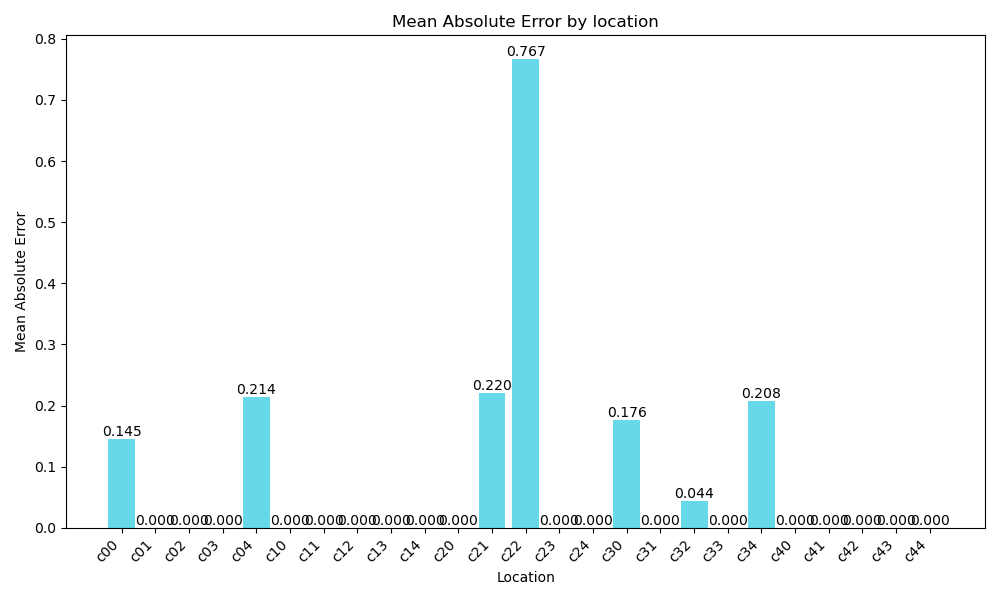 Mean Absolute Error by location
Mean Absolute Error
0.8
0.7
0.6
0.5
0.4
0.3
0.2
0.1
0.0
0.145
0.000
0.000
0.000
0.214
0.000
0.000
0.000
0.000
0.000
0.000
0.220
0.767
0.000
0.000
0.176
0.000
0.044
0.000
0.208
0.000
0.000
0.000
0.000
0.000
c00
c01
c02
c03
c04
c10
c11
c12
c13
c14
c20
c21
c22
c23
c24
c30
c31
c32
c33
c34
c40
c41
c42
c43
c44
Location